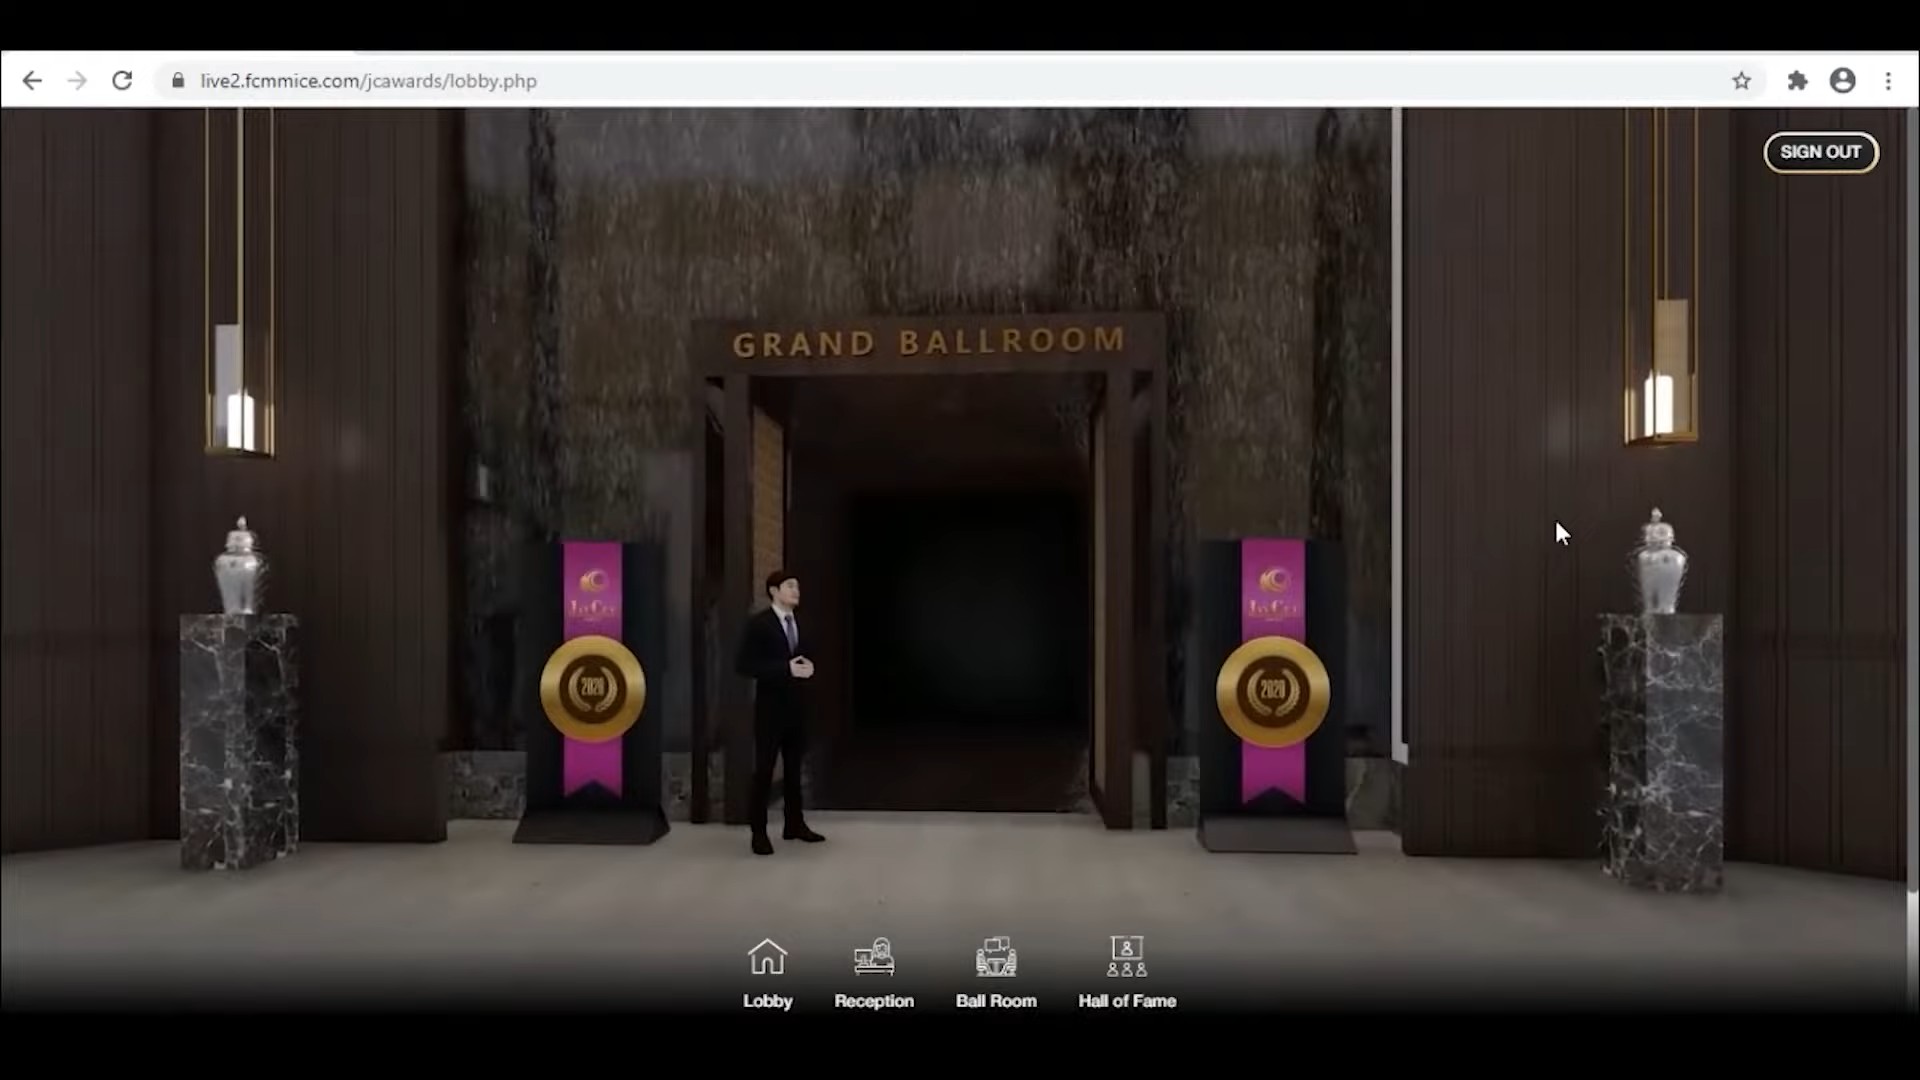 live2.fcmmice.com/jcawards/lobby.php
SIGN OUT
GRAND BALLROOM
2020
2020
Lobby
Reception
Ball Room
Hall of Fame